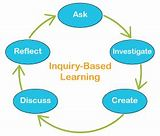 Ask
Investigate
Create
Discuss
Reflect
Inquiry-Based
Learning